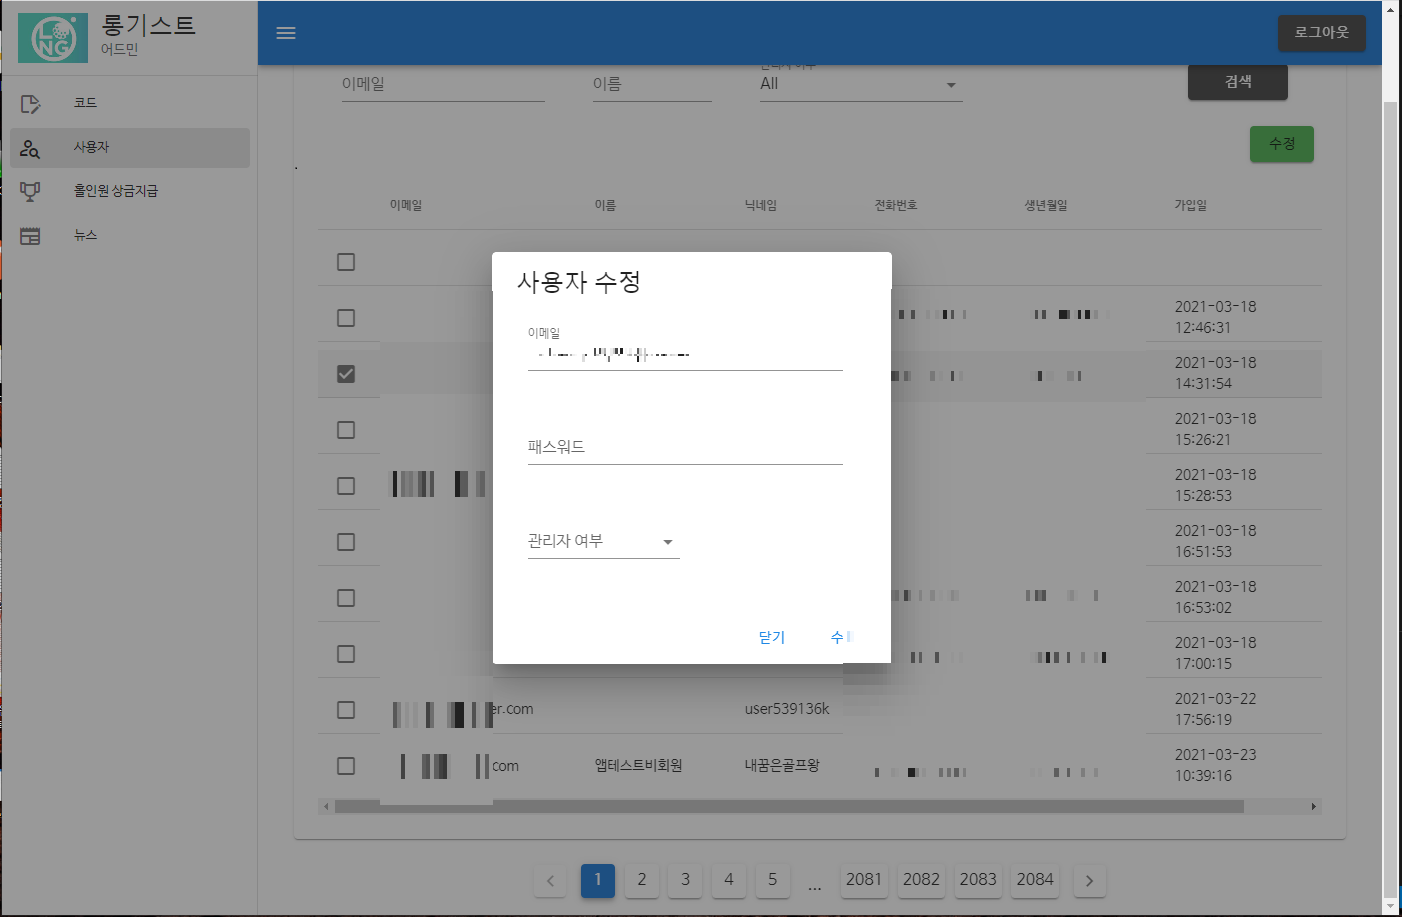 LONG
롱기스트
어드민
로그아웃
코드
사용자
홀인원 상금지급
뉴스
이메일
이름
관리자 여부
All
검색
수정
.
이메일 이름 닉네임 전화번호 생년월일 가입일
2021-03-18
12:46:31
2021-03-18
14:31:54
2021-03-18
15:26:21
2021-03-18
15:28:53
2021-03-18
16:51:53
2021-03-18
16:53:02
2021-03-18
17:00:15
er.com user539136k 2021-03-22
17:56:19
com 앱테스트비회원 내꿈은골프왕 2021-03-23
10:39:16
사용자 수정
이메일
패스워드
관리자 여부
닫기 수
1 2 3 4 5 ... 2081 2082 2083 2084